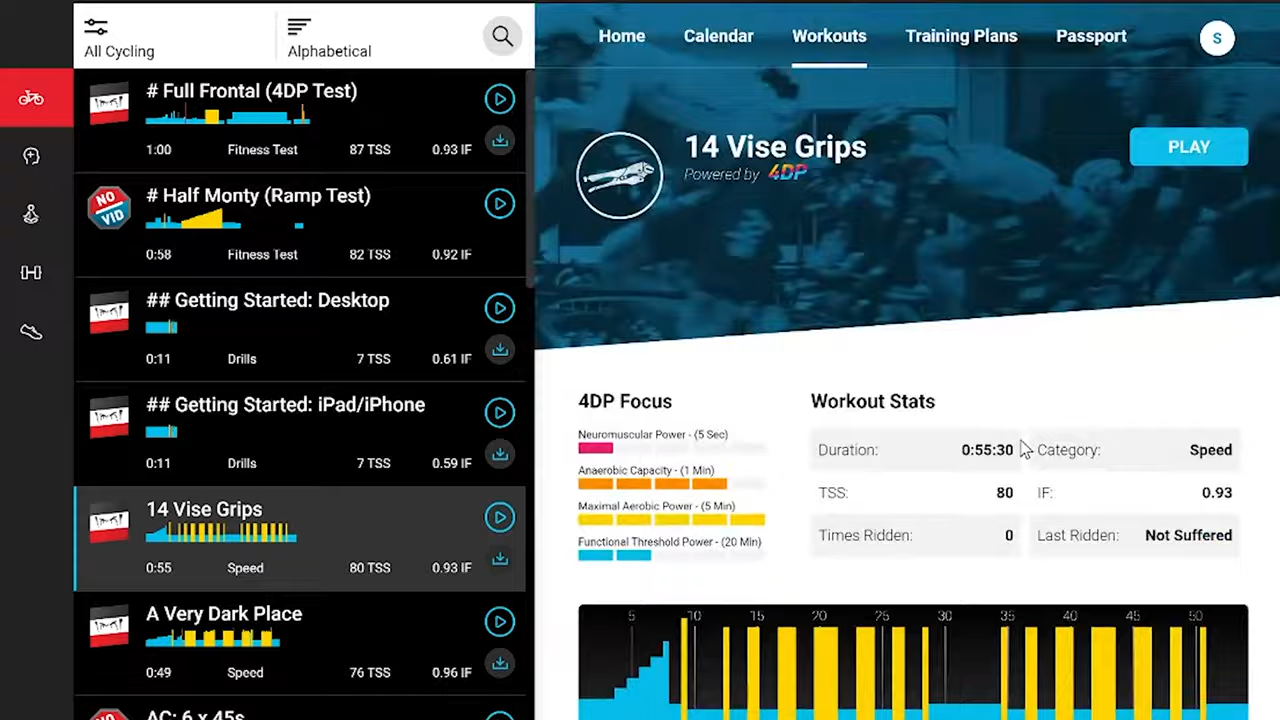 All Cycling
Alphabetical
# Full Frontal (4DP Test)
1:00 Fitness Test 87 TSS 0.93 IF
NO VID
# Half Monty (Ramp Test)
0:58 Fitness Test 82 TSS 0.92 IF
## Getting Started: Desktop
0:11 Drills 7 TSS 0.61 IF
## Getting Started: iPad/iPhone
0:11 Drills 7 TSS 0.59 IF
14 Vise Grips
0:55 Speed 80 TSS 0.93 IF
A Very Dark Place
0:49 Speed 76 TSS 0.96 IF
NO
AC: 6 x 45s
Home Calendar Workouts Training Plans Passport S
14 Vise Grips
Powered by 4DP
PLAY
4DP Focus
Neuromuscular Power - (5 Sec)
Anaerobic Capacity - (1 Min)
Maximal Aerobic Power - (5 Min)
Functional Threshold Power - (20 Min)
Workout Stats
Duration: 0:55:30 Category: Speed
TSS: 80 IF: 0.93
Times Ridden: 0 Last Ridden: Not Suffered
5 10 15 20 25 30 35 40 45 50